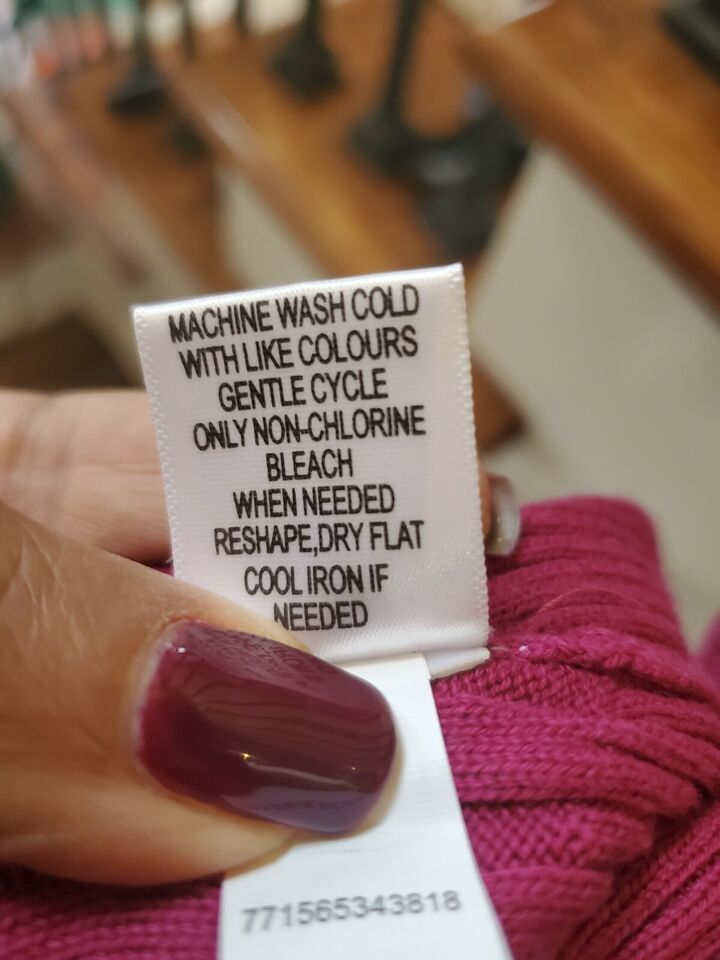 MACHINE WASH COLD
WITH LIKE COLOURS
GENTLE CYCLE
ONLY NON-CHLORINE
BLEACH
WHEN NEEDED
RESHAPE,DRY FLAT
COOL IRON IF
NEEDED
771565343818